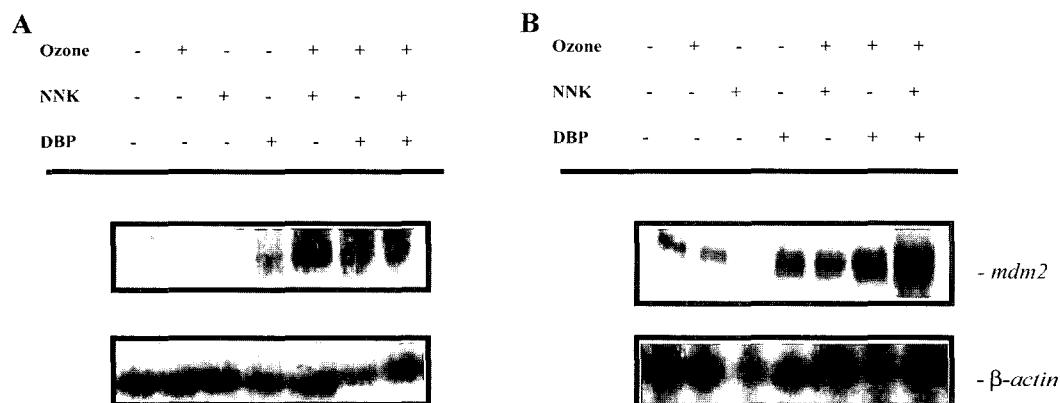 A
Ozone - + - - + + +
NNK - - + - + - +
DBP - - - + - + +
B
Ozone - + - - + + +
NNK - - + - + - +
DBP - - - + - + +
- mdm2
- β-actin